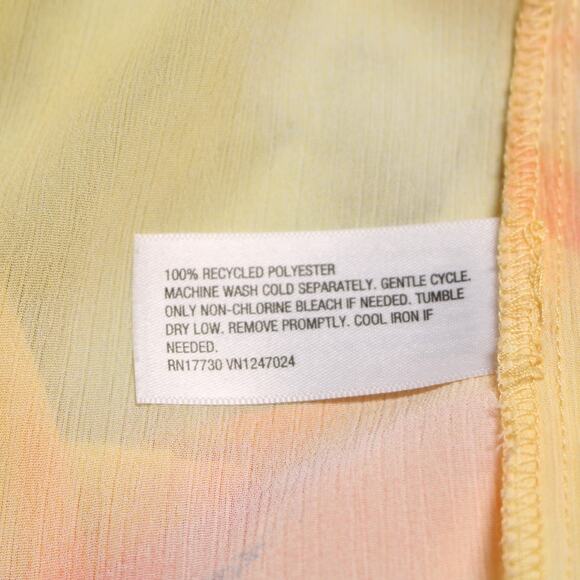 100% RECYCLED POLYESTER
MACHINE WASH COLD SEPARATELY. GENTLE CYCLE.
ONLY NON-CHLORINE BLEACH IF NEEDED. TUMBLE
DRY LOW. REMOVE PROMPTLY. COOL IRON IF
NEEDED.
RN17730 VN1247024